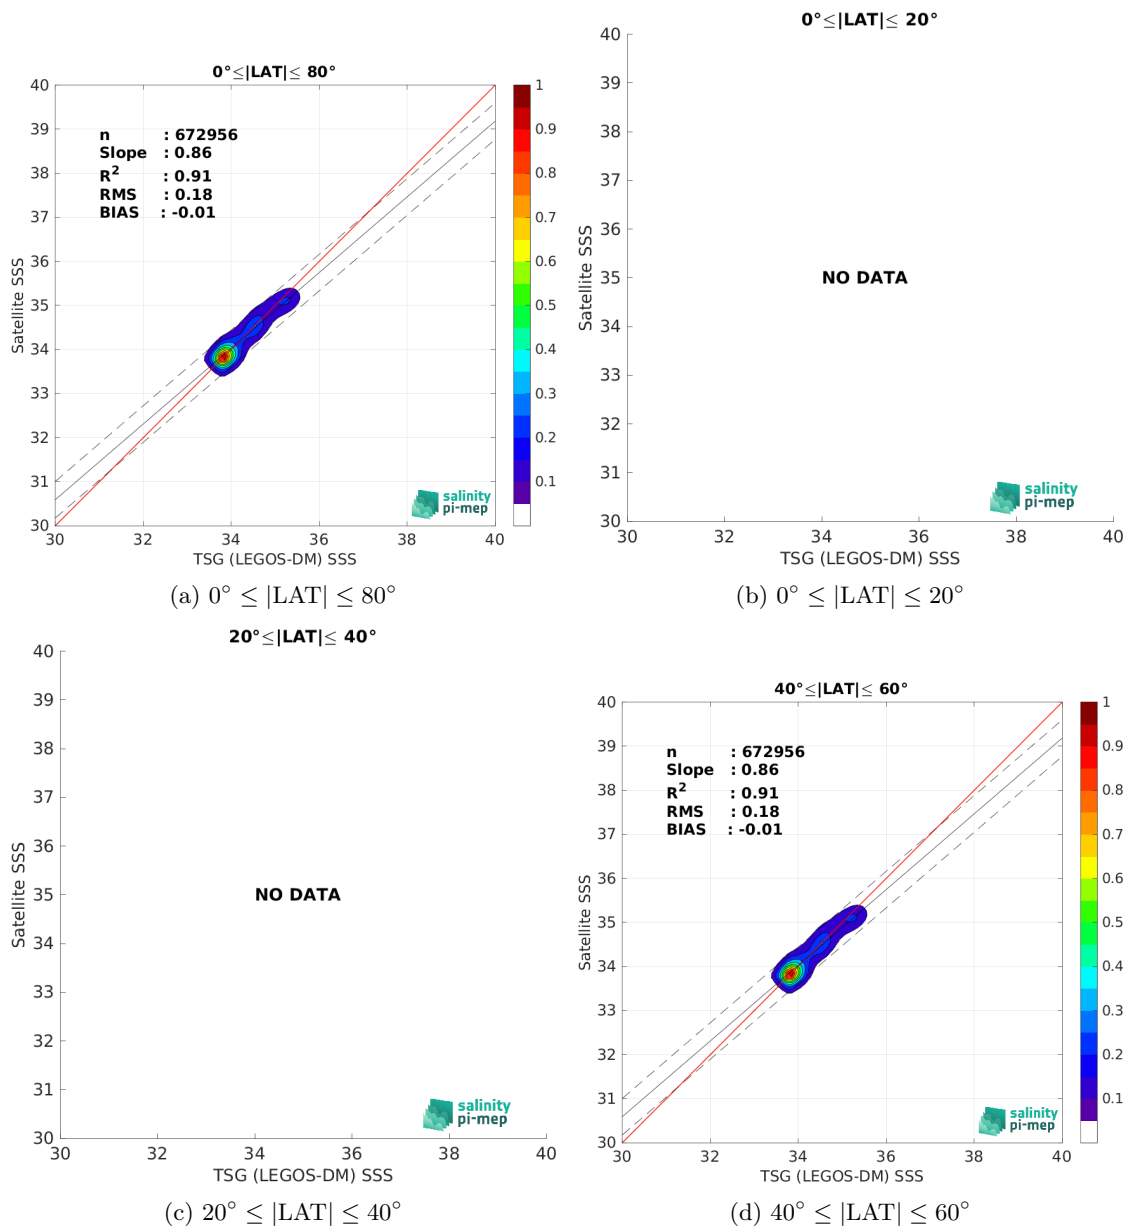 0°≤|LAT|≤ 80°
40
39
38
37
36
35
34
33
32
31
30
Satellite SSS
n : 672956
Slope : 0.86
R² : 0.91
RMS : 0.18
BIAS : -0.01
salinity
pi-mep
30 32 34 36 38 40
TSG (LEGOS-DM) SSS
1
0.9
0.8
0.7
0.6
0.5
0.4
0.3
0.2
0.1
(a) 0° ≤ |LAT| ≤ 80°
0°≤|LAT|≤ 20°
40
39
38
37
36
35
34
33
32
31
30
Satellite SSS
NO DATA
salinity
pi-mep
30 32 34 36 38 40
TSG (LEGOS-DM) SSS
(b) 0° ≤ |LAT| ≤ 20°
20°≤|LAT|≤ 40°
40
39
38
37
36
35
34
33
32
31
30
Satellite SSS
NO DATA
salinity
pi-mep
30 32 34 36 38 40
TSG (LEGOS-DM) SSS
(c) 20° ≤ |LAT| ≤ 40°
40°≤|LAT|≤ 60°
40
39
38
37
36
35
34
33
32
31
30
Satellite SSS
n : 672956
Slope : 0.86
R² : 0.91
RMS : 0.18
BIAS : -0.01
salinity
pi-mep
30 32 34 36 38 40
TSG (LEGOS-DM) SSS
1
0.9
0.8
0.7
0.6
0.5
0.4
0.3
0.2
0.1
(d) 40° ≤ |LAT| ≤ 60°